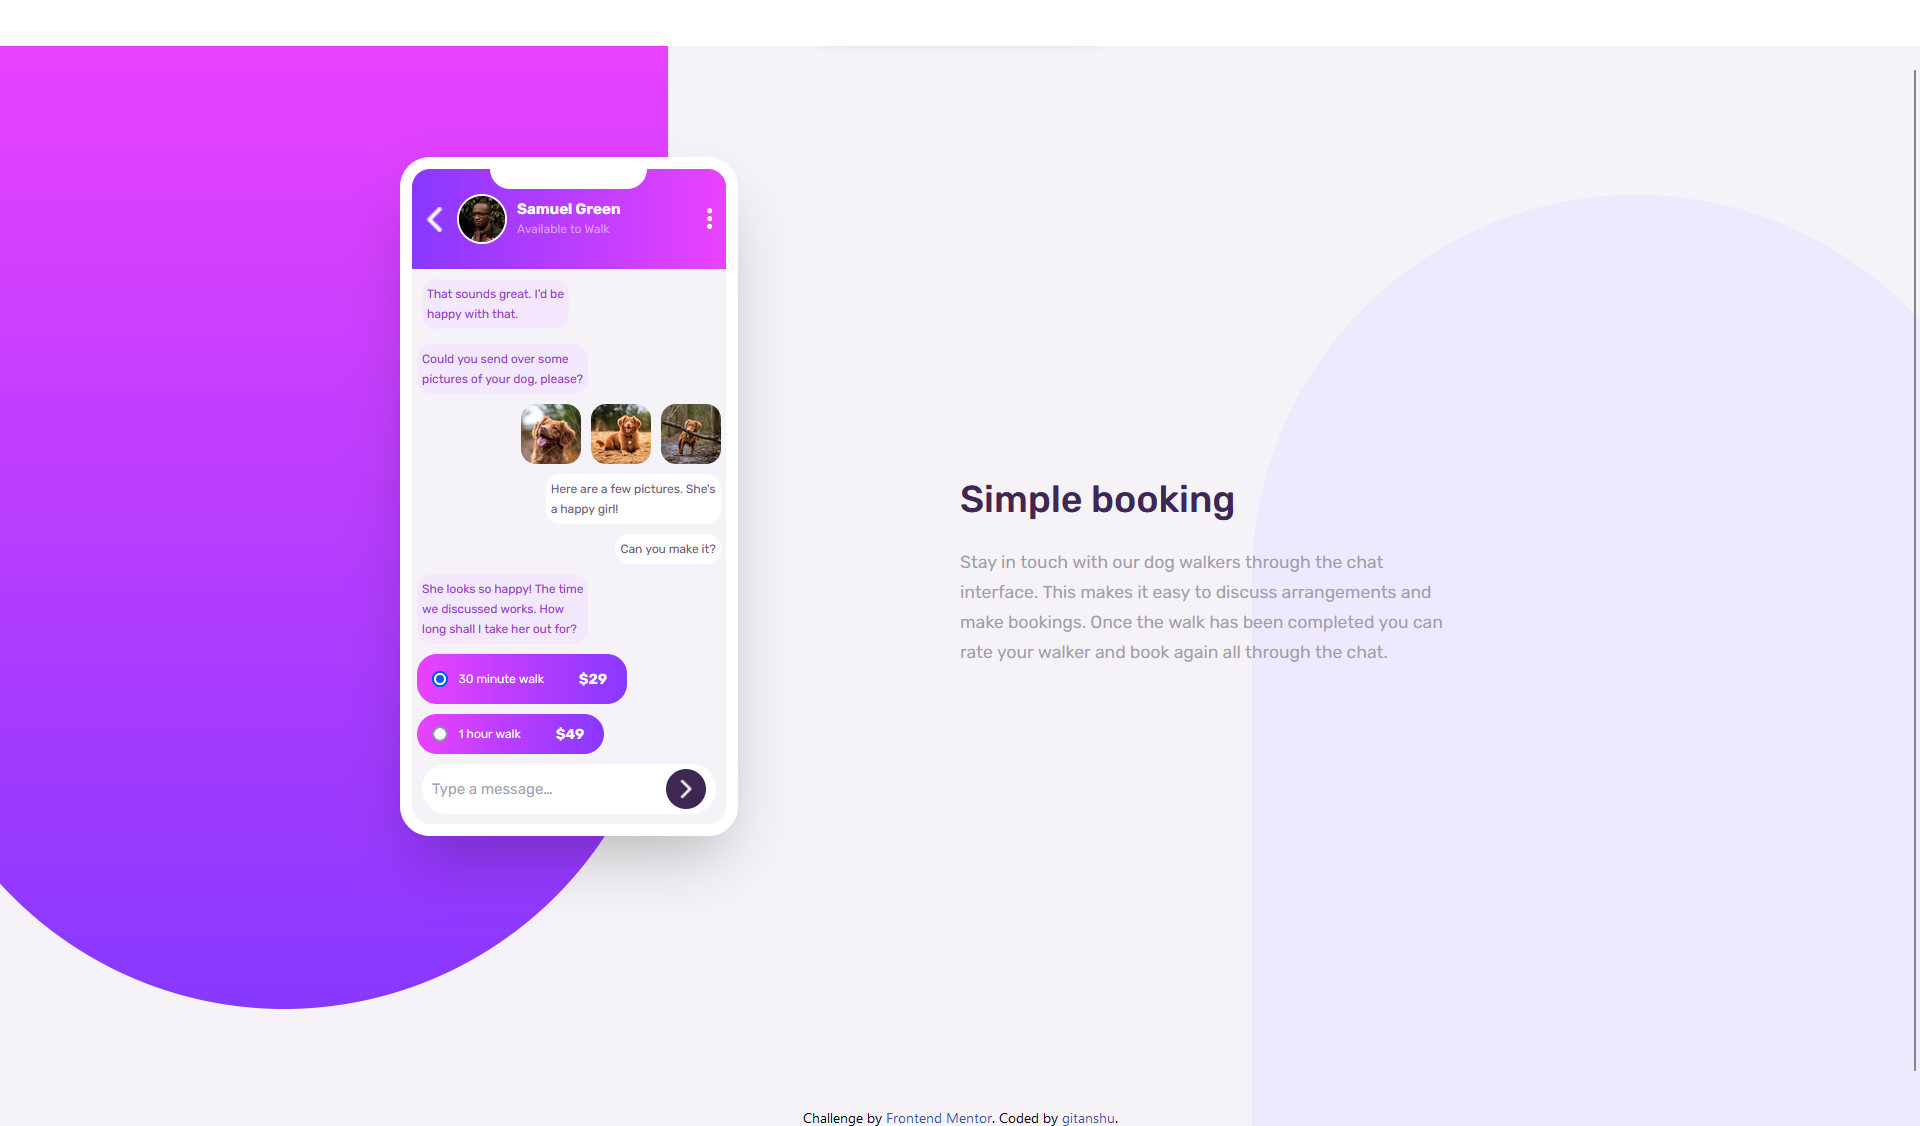 Samuel Green
Available to Walk
That sounds great. I'd be
happy with that.
Could you send over some
pictures of your dog, please?
Here are a few pictures. She's
a happy girl!
Can you make it?
She looks so happy! The time
we discussed works. How
long shall I take her out for?
30 minute walk $29
1 hour walk $49
Type a message...
Simple booking
Stay in touch with our dog walkers through the chat
interface. This makes it easy to discuss arrangements and
make bookings. Once the walk has been completed you can
rate your walker and book again all through the chat.
Challenge by Frontend Mentor. Coded by gitanshu.